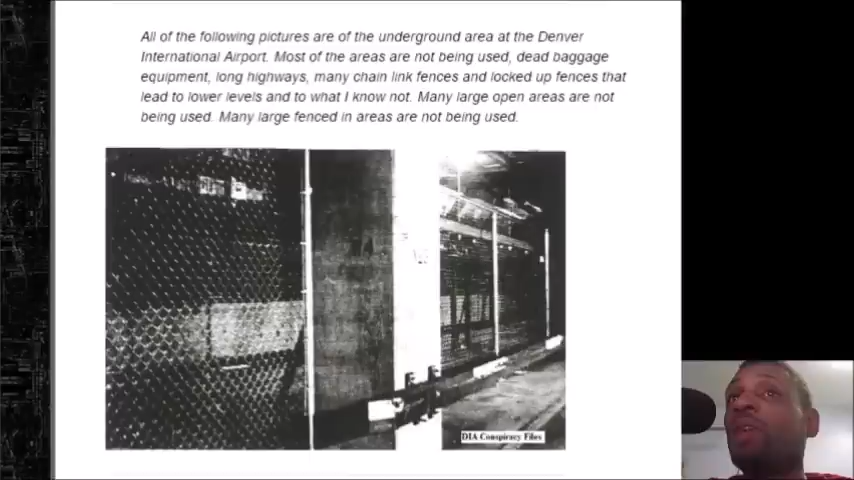 All of the following pictures are of the underground area at the Denver
International Airport. Most of the areas are not being used, dead baggage
equipment, long highways, many chain link fences and locked up fences that
lead to lower levels and to what I know not. Many large open areas are not
being used. Many large fenced in areas are not being used.
DIA Conspiracy Files